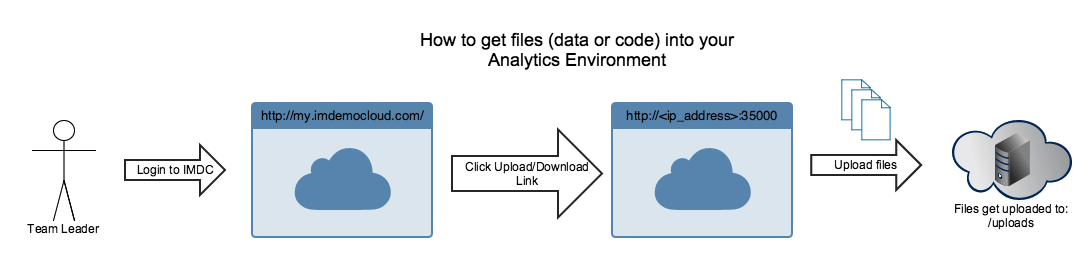 How to get files (data or code) into your
Analytics Environment
http://my.imdemocloud.com/
http://<ip_address>:35000
Login to IMDC
Click Upload/Download
Link
Upload files
Team Leader
Files get uploaded to:
/uploads